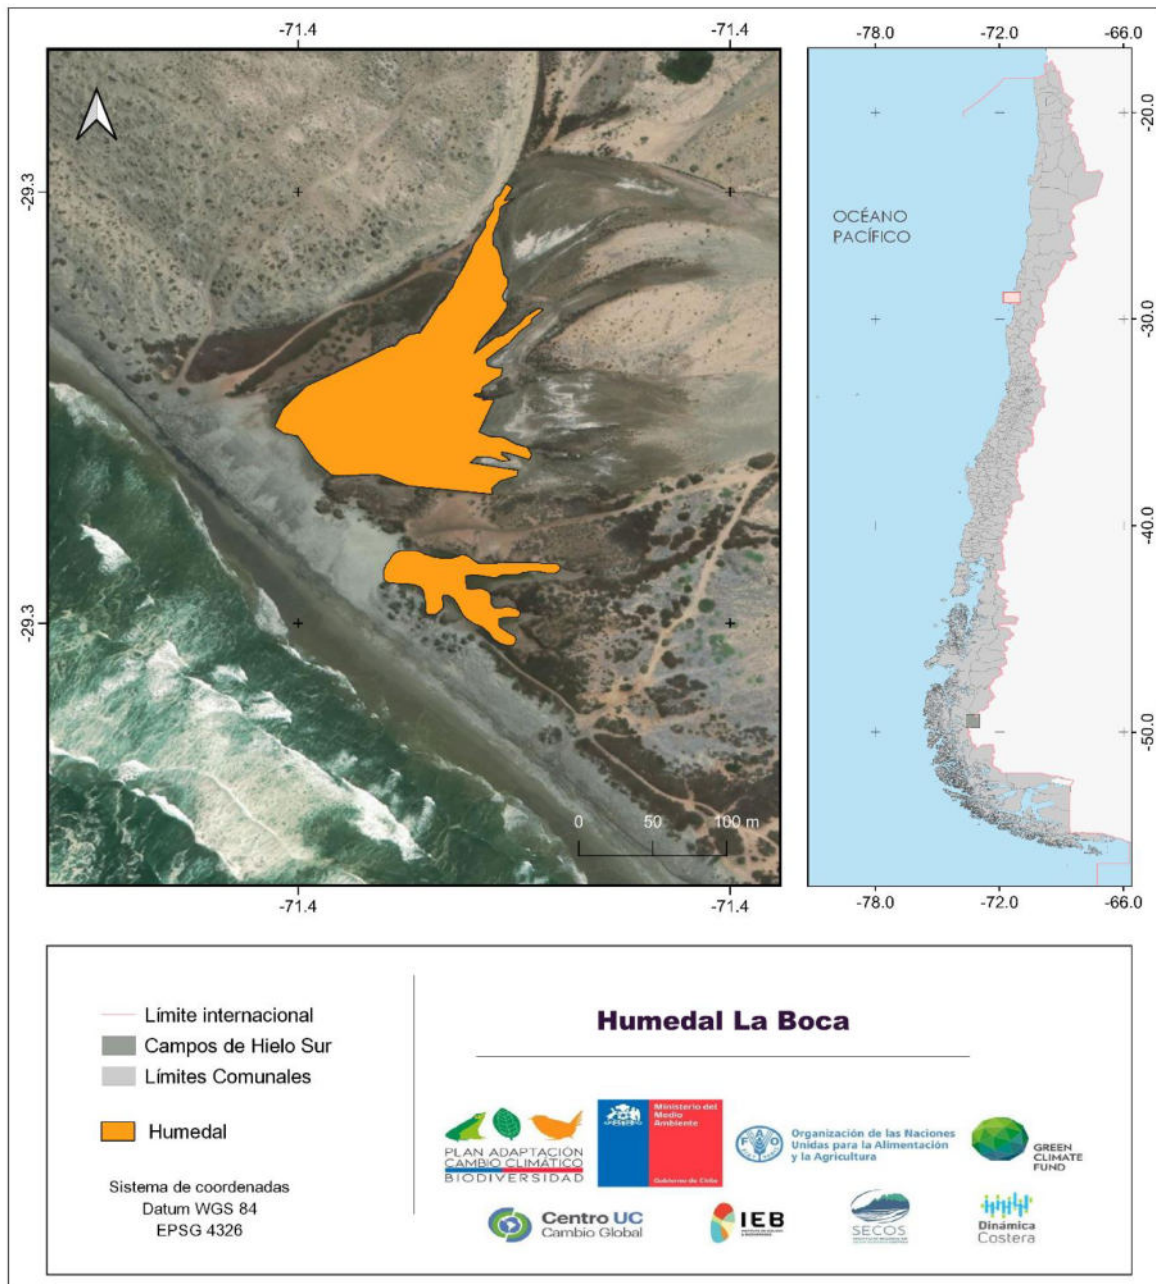 -71.4
-71.4
-78.0
-72.0
-66.0
-29.3
-29.3
-20.0
-30.0
-40.0
-50.0
OCÉANO
PACÍFICO
0
50
100 m
-71.4
-71.4
-78.0
-72.0
-66.0
Límite internacional
Campos de Hielo Sur
Límites Comunales
Humedal
Sistema de coordenadas
Datum WGS 84
EPSG 4326
Humedal La Boca
PLAN ADAPTACIÓN
CAMBIO CLIMÁTICO
BIODIVERSIDAD
Ministerio del
Medio
Ambiente
Gobierno de Chile
FAO
Organización de las Naciones
Unidas para la Alimentación
y la Agricultura
GREEN
CLIMATE
FUND
Centro UC
Cambio Global
IEB
SECOS
Dinámica
Costera